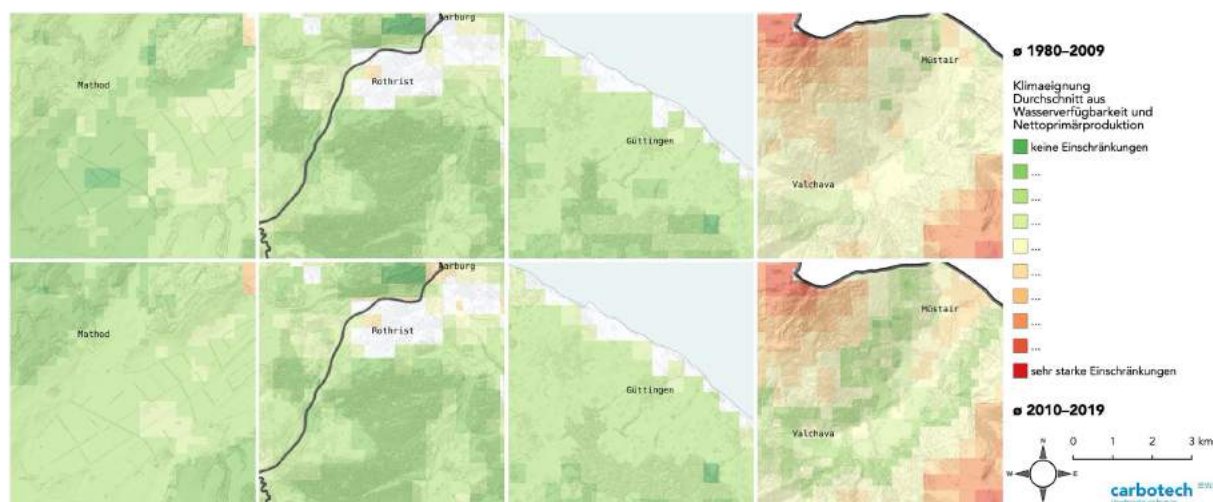 Aarburg
Müstair
Mathod
Rothrist
Güttingen
Valchava
ø 1980–2009
Klimaeignung
Durchschnitt aus
Wasserverfügbarkeit und
Nettoprimärproduktion
keine Einschränkungen
...
...
...
...
...
...
...
...
sehr starke Einschränkungen
Aarburg
Müstair
Mathod
Rothrist
Güttingen
Valchava
ø 2010–2019
N
W
E
0 1 2 3 km
carbotech